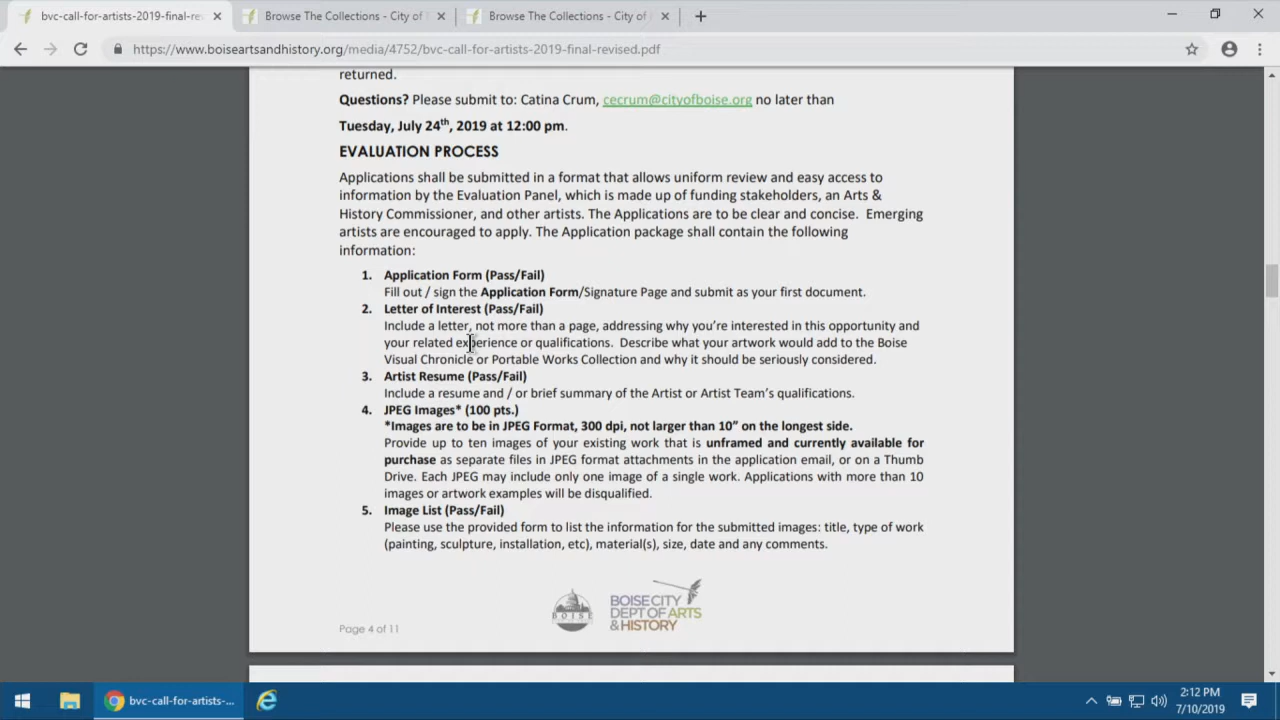 bvc-call-for-artists-2019-final-rev
Browse The Collections - City of
Browse The Collections - City of
https://www.boiseartsandhistory.org/media/4752/bvc-call-for-artists-2019-final-revised.pdf
returned.
Questions? Please submit to: Catina Crum, cecrum@cityofboise.org no later than
Tuesday, July 24th, 2019 at 12:00 pm.
EVALUATION PROCESS
Applications shall be submitted in a format that allows uniform review and easy access to
information by the Evaluation Panel, which is made up of funding stakeholders, an Arts &
History Commissioner, and other artists. The Applications are to be clear and concise. Emerging
artists are encouraged to apply. The Application package shall contain the following
information:
1. Application Form (Pass/Fail)
Fill out / sign the Application Form/Signature Page and submit as your first document.
2. Letter of Interest (Pass/Fail)
Include a letter, not more than a page, addressing why you're interested in this opportunity and
your related experience or qualifications. Describe what your artwork would add to the Boise
Visual Chronicle or Portable Works Collection and why it should be seriously considered.
3. Artist Resume (Pass/Fail)
Include a resume and / or brief summary of the Artist or Artist Team's qualifications.
4. JPEG Images* (100 pts.)
*Images are to be in JPEG Format, 300 dpi, not larger than 10" on the longest side.
Provide up to ten images of your existing work that is unframed and currently available for
purchase as separate files in JPEG format attachments in the application email, or on a Thumb
Drive. Each JPEG may include only one image of a single work. Applications with more than 10
images or artwork examples will be disqualified.
5. Image List (Pass/Fail)
Please use the provided form to list the information for the submitted images: title, type of work
(painting, sculpture, installation, etc), material(s), size, date and any comments.
BOISE
BOISE CITY
DEPT OF ARTS
& HISTORY
Page 4 of 11
bvc-call-for-artists-...
2:12 PM
7/10/2019